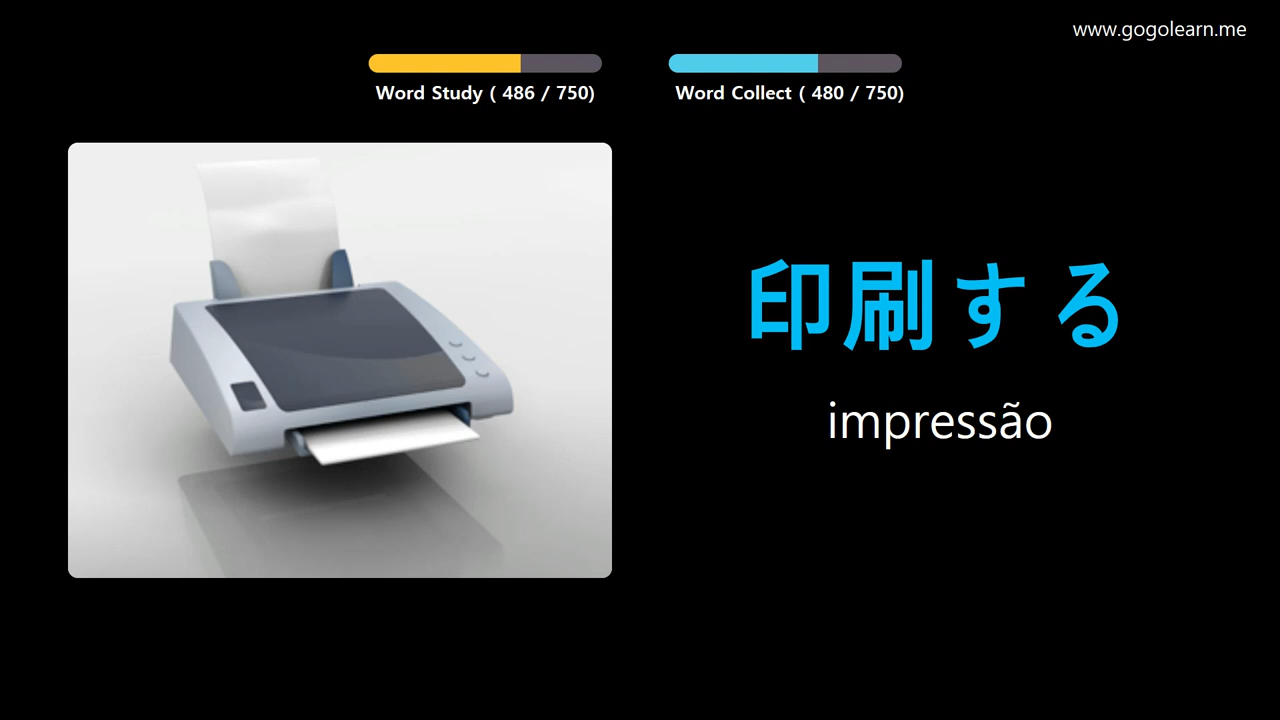 www.gogolearn.me
Word Study ( 486 / 750)
Word Collect ( 480 / 750)
印刷する
impressão